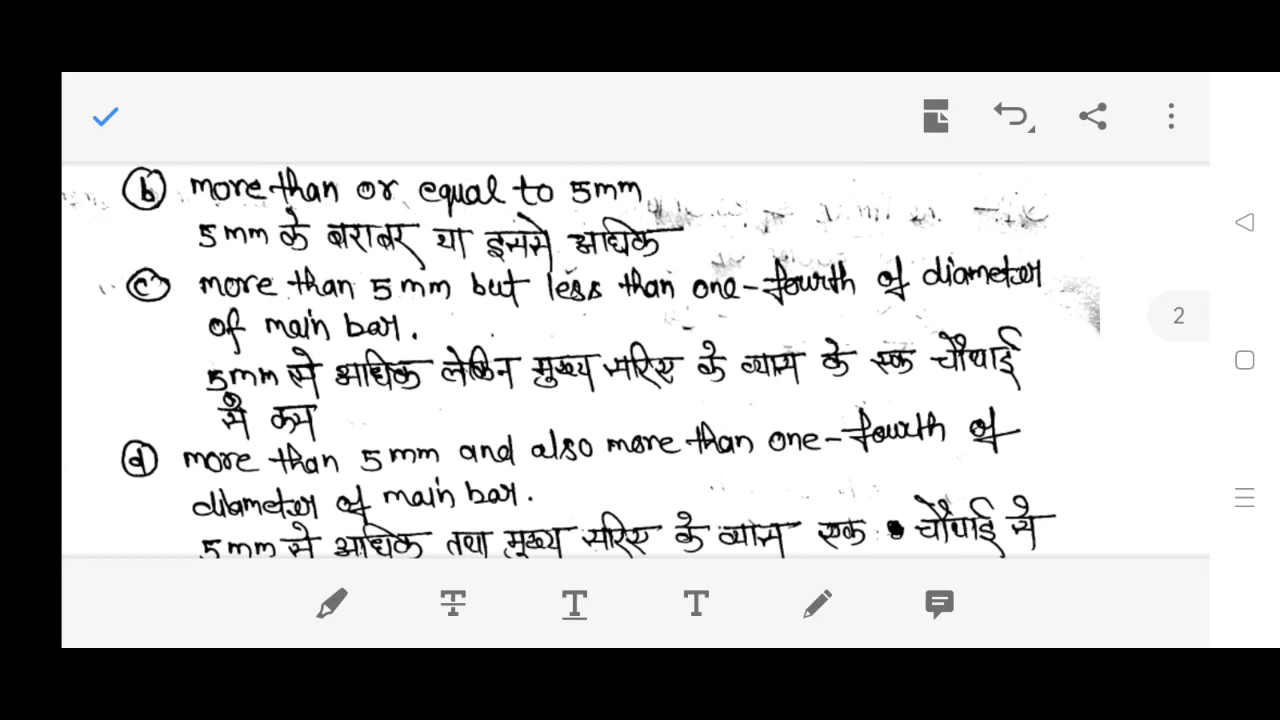 (b) more than or equal to 5mm
5mm के बराबर या इससे अधिक
(c) more than 5mm but less than one-fourth of diameter
of main bar.
5mm से अधिक लेकिन मुख्य सरिए के व्यास के एक चौथाई
से कम
(d) more than 5mm and also more than one-fourth of
diameter of main bar.
5mm से अधिक तथा मुख्य सरिए के व्यास एक चौथाई से
2